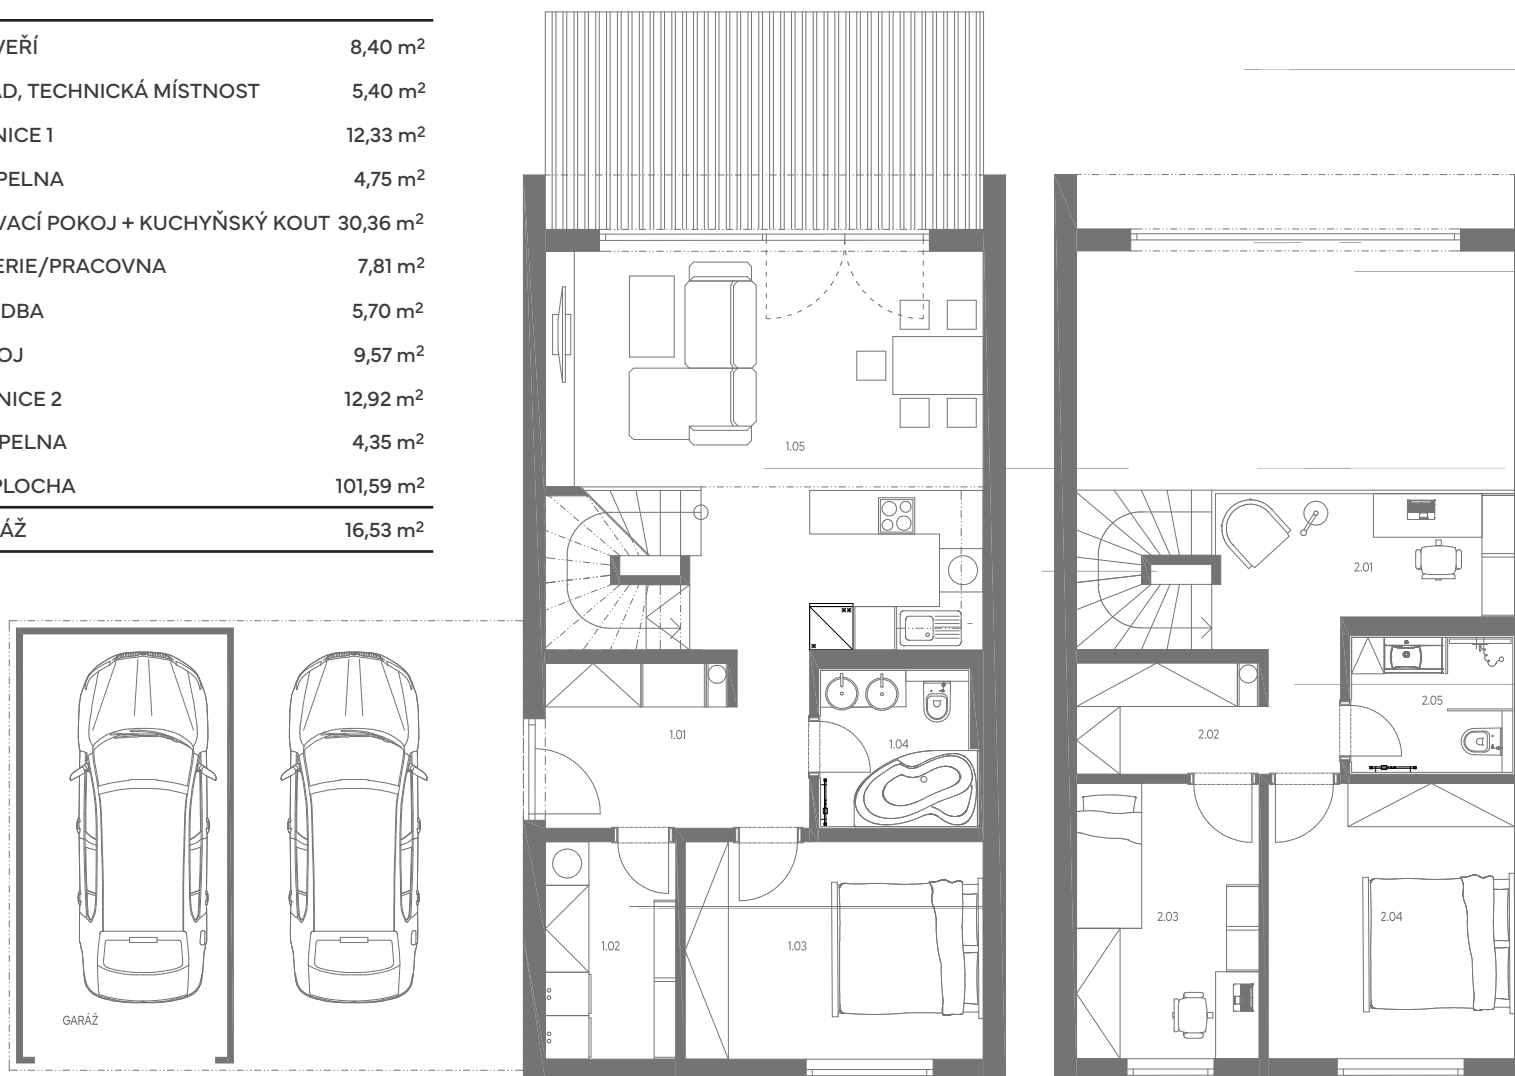 VEŘÍ 8,40 m²
AD, TECHNICKÁ MÍSTNOST 5,40 m²
NICE 1 12,33 m²
PELNA 4,75 m²
VACÍ POKOJ + KUCHYŇSKÝ KOUT 30,36 m²
ERIE/PRACOVNA 7,81 m²
DBA 5,70 m²
OJ 9,57 m²
NICE 2 12,92 m²
PELNA 4,35 m²
PLOCHA 101,59 m²
ÁŽ 16,53 m²
1.05
2.01
2.05
1.01
1.04
2.02
1.02
1.03
2.03
2.04
GARÁŽ